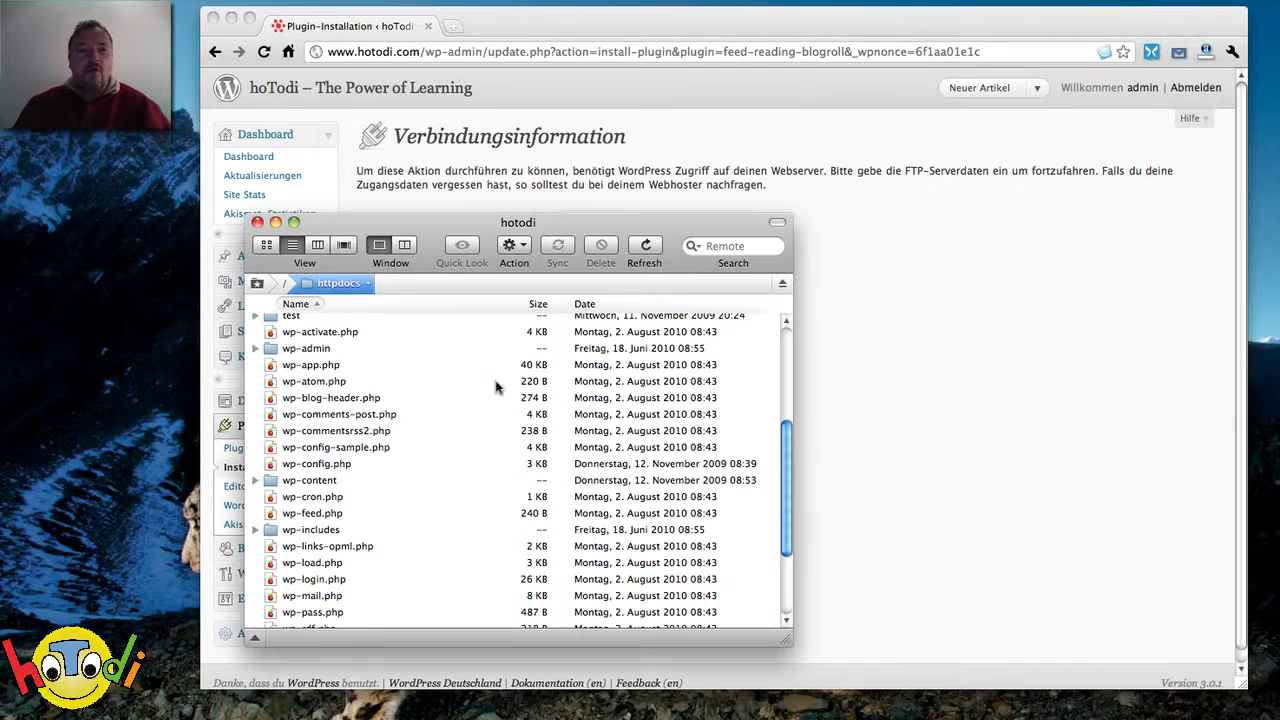 Plugin-Installation ‹ hoTodi
www.hotodi.com/wp-admin/update.php?action=install-plugin&plugin=feed-reading-blogroll&_wpnonce=6f1aa01e1c
hoTodi – The Power of Learning
Neuer Artikel
Willkommen admin | Abmelden
Hilfe
Dashboard
Dashboard
Aktualisierungen
Site Stats
Verbindungsinformation
Um diese Aktion durchführen zu können, benötigt WordPress Zugriff auf deinen Webserver. Bitte gebe die FTP-Serverdaten ein um fortzufahren. Falls du deine
Zugangsdaten vergessen hast, so solltest du bei deinem Webhoster nachfragen.
hotodi
View
Window
Quick Look
Action
Sync
Delete
Refresh
Remote
Search
/ httpdocs
Name Size Date
test -- Mittwoch, 11. November 2009 20:24
wp-activate.php 4 KB Montag, 2. August 2010 08:43
wp-admin -- Freitag, 18. Juni 2010 08:55
wp-app.php 40 KB Montag, 2. August 2010 08:43
wp-atom.php 220 B Montag, 2. August 2010 08:43
wp-blog-header.php 274 B Montag, 2. August 2010 08:43
wp-comments-post.php 4 KB Montag, 2. August 2010 08:43
wp-commentsrss2.php 238 B Montag, 2. August 2010 08:43
wp-config-sample.php 4 KB Montag, 2. August 2010 08:43
wp-config.php 3 KB Donnerstag, 12. November 2009 08:39
wp-content -- Donnerstag, 12. November 2009 08:53
wp-cron.php 1 KB Montag, 2. August 2010 08:43
wp-feed.php 240 B Montag, 2. August 2010 08:43
wp-includes -- Freitag, 18. Juni 2010 08:55
wp-links-opml.php 2 KB Montag, 2. August 2010 08:43
wp-load.php 3 KB Montag, 2. August 2010 08:43
wp-login.php 26 KB Montag, 2. August 2010 08:43
wp-mail.php 8 KB Montag, 2. August 2010 08:43
wp-pass.php 487 B Montag, 2. August 2010 08:43
hoTodi
Danke, dass du WordPress benutzt. | WordPress Deutschland | Dokumentation (en) | Feedback (en)
Version 3.0.1